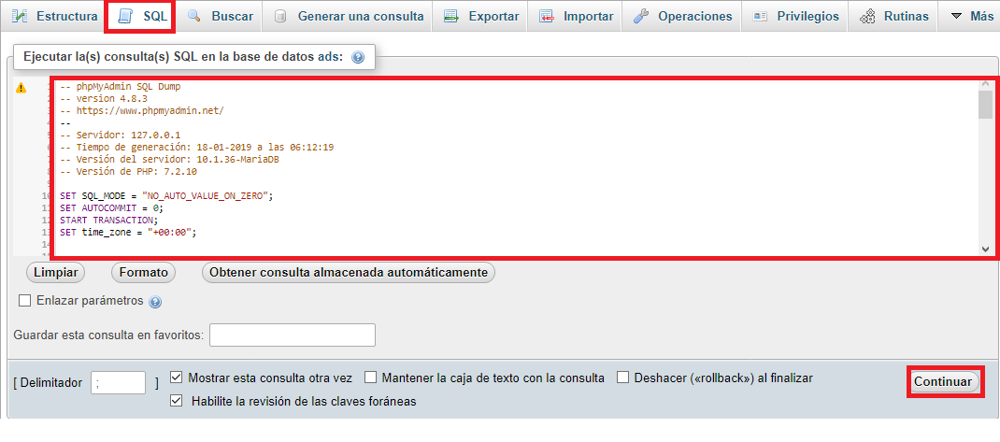 Estructura SQL Buscar Generar una consulta Exportar Importar Operaciones Privilegios Rutinas Más
Ejecutar la(s) consulta(s) SQL en la base de datos ads:
-- phpMyAdmin SQL Dump
-- version 4.8.3
-- https://www.phpmyadmin.net/
--
-- Servidor: 127.0.0.1
-- Tiempo de generación: 18-01-2019 a las 06:12:19
-- Versión del servidor: 10.1.36-MariaDB
-- Versión de PHP: 7.2.10
10 SET SQL_MODE = "NO_AUTO_VALUE_ON_ZERO";
11 SET AUTOCOMMIT = 0;
12 START TRANSACTION;
13 SET time_zone = "+00:00";
14
Limpiar Formato Obtener consulta almacenada automáticamente
Enlazar parámetros
Guardar esta consulta en favoritos:
[ Delimitador ; ] Mostrar esta consulta otra vez Mantener la caja de texto con la consulta Deshacer («rollback») al finalizar Continuar
Habilite la revisión de las claves foráneas